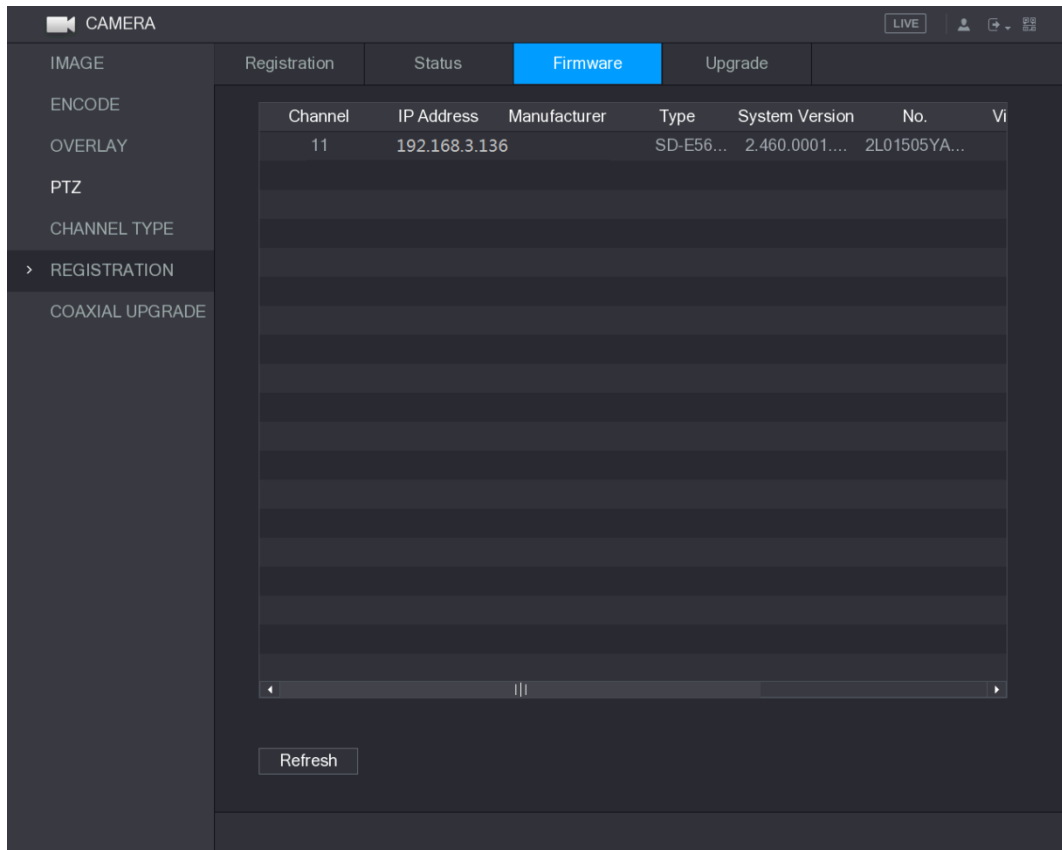 CAMERA
LIVE
IMAGE
ENCODE
OVERLAY
PTZ
CHANNEL TYPE
> REGISTRATION
COAXIAL UPGRADE
Registration Status Firmware Upgrade
Channel IP Address Manufacturer Type System Version No. Vi
11 192.168.3.136 SD-E56... 2.460.0001.... 2L01505YA...
Refresh